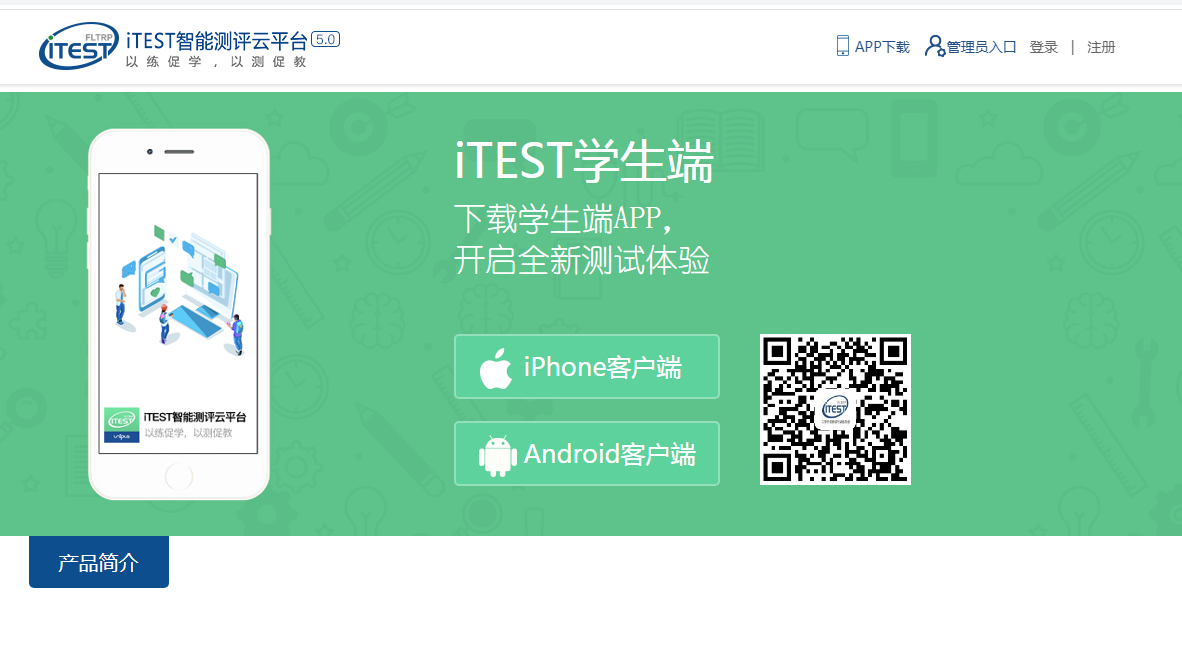 iTEST
FLTRP
iTEST智能测评云平台 5.0
以练促学，以测促教
APP下载
管理员入口
登录 | 注册
iTEST学生端
下载学生端APP，
开启全新测试体验
iPhone客户端
Android客户端
iTEST
iTEST智能测评云平台
以练促学，以测促教
Unipus
iTEST
产品简介